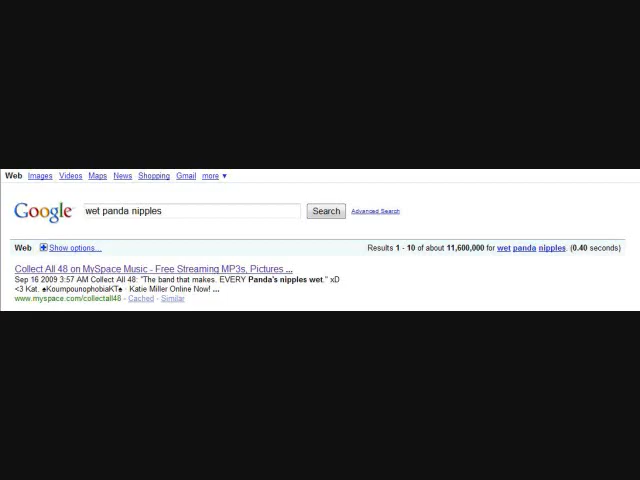 Web Images Videos Maps News Shopping Gmail more ▼
Google wet panda nipples Search Advanced Search
Web Show options... Results 1 - 10 of about 11,600,000 for wet panda nipples. (0.40 seconds)
Collect All 48 on MySpace Music - Free Streaming MP3s, Pictures ...
Sep 16 2009 3:57 AM Collect All 48: "The band that makes. EVERY Panda's nipples wet." xD
<3 Kat. ♠KoumpounophobiaKT♠ · Katie Miller Online Now! ...
www.myspace.com/collectall48 - Cached - Similar